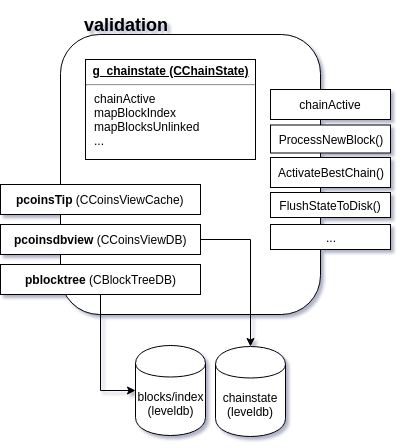 validation
g_chainstate (CChainState)
chainActive
mapBlockIndex
mapBlocksUnlinked
...
chainActive
ProcessNewBlock()
ActivateBestChain()
FlushStateToDisk()
...
pcoinsTip (CCoinsViewCache)
pcoinsdbview (CCoinsViewDB)
pblocktree (CBlockTreeDB)
blocks/index
(leveldb)
chainstate
(leveldb)